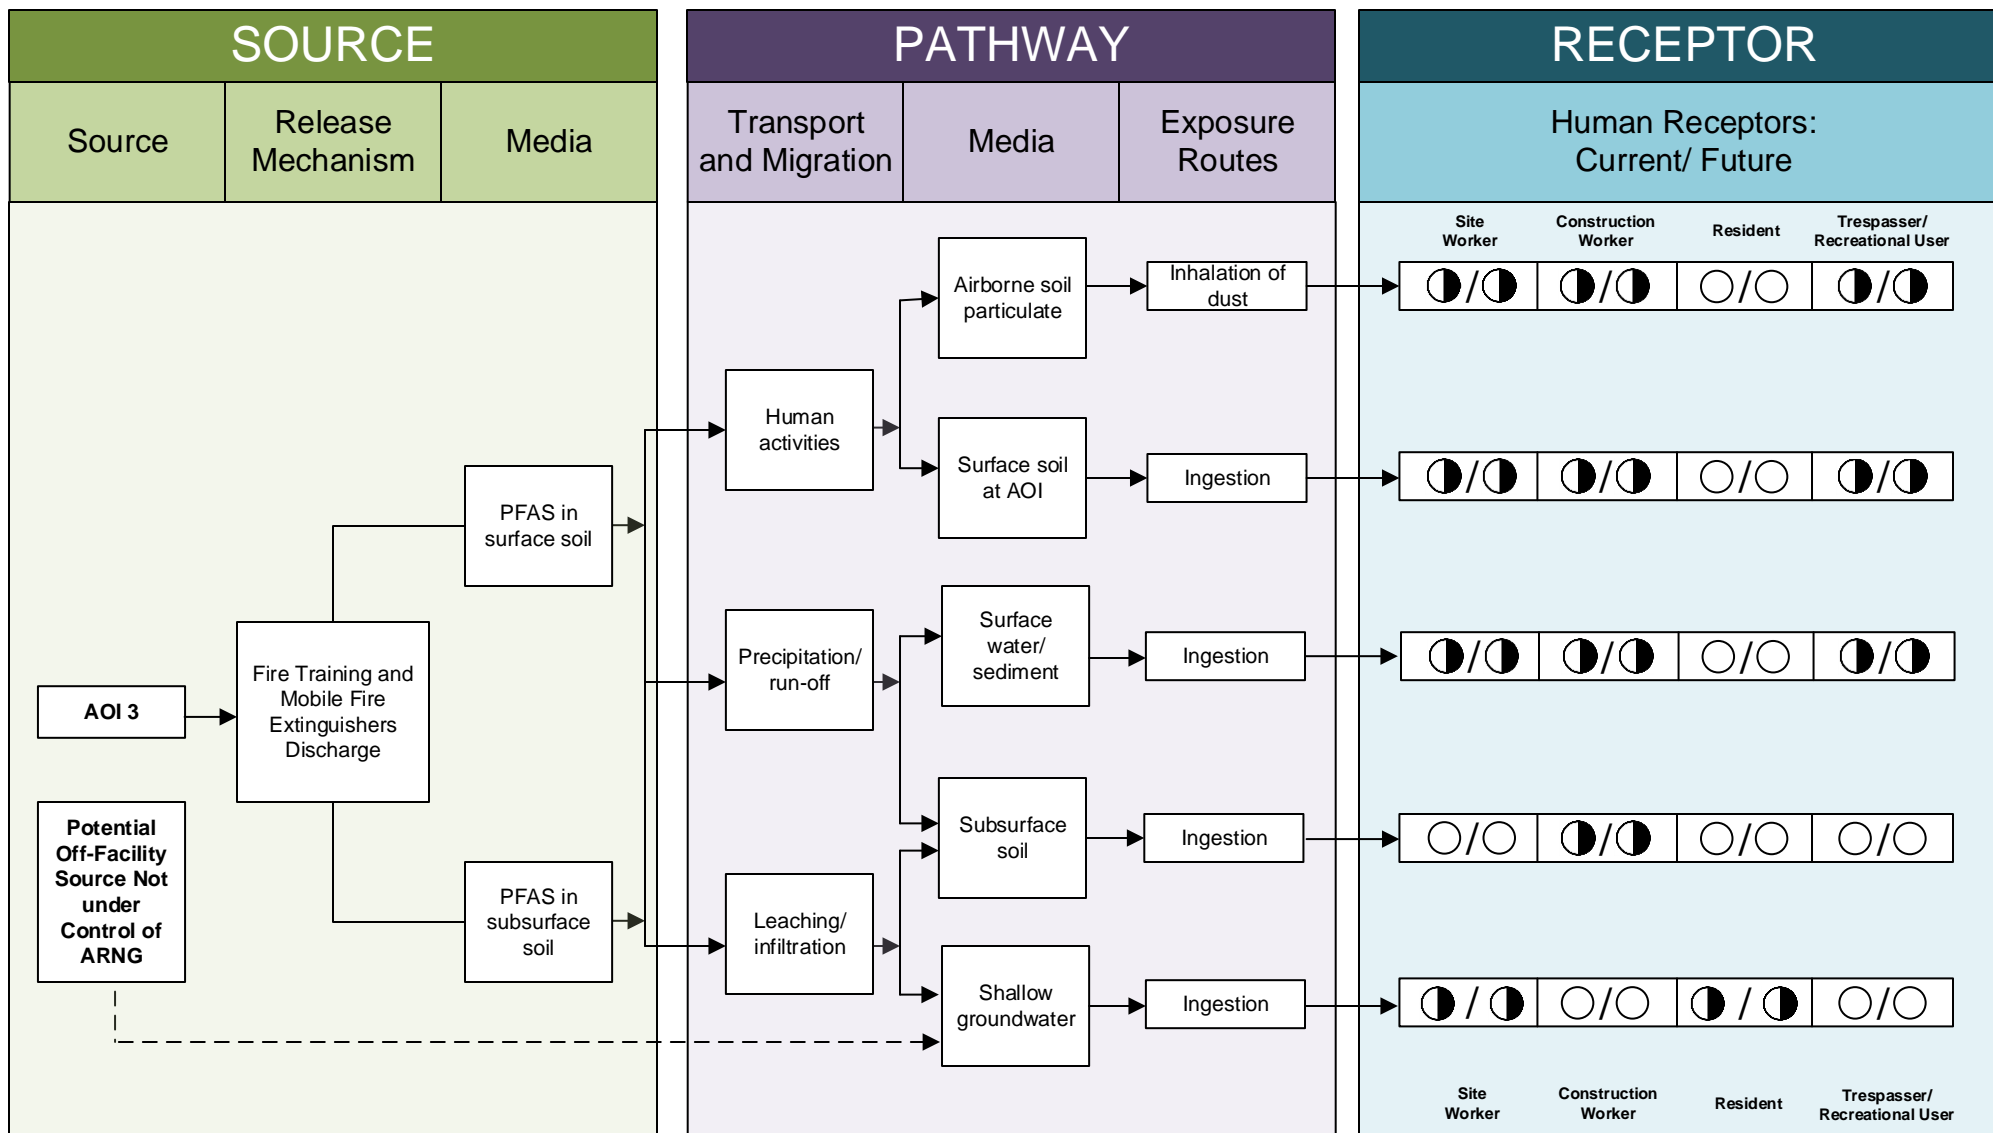 SOURCE
PATHWAY
RECEPTOR
Source
Release
Mechanism
Media
Transport
and Migration
Media
Exposure
Routes
Human Receptors:
Current/ Future
Site
Worker
Construction
Worker
Resident
Trespasser/
Recreational User
Airborne soil
particulate
Inhalation of
dust
/
/
/
/
Human
activities
Surface soil
at AOI
Ingestion
/
/
/
/
PFAS in
surface soil
Precipitation/
run-off
Surface
water/
sediment
Ingestion
/
/
/
/
AOI 3
Fire Training and
Mobile Fire
Extinguishers
Discharge
Subsurface
soil
Ingestion
/
/
/
/
Potential
Off-Facility
Source Not
under
Control of
ARNG
PFAS in
subsurface
soil
Leaching/
infiltration
Shallow
groundwater
Ingestion
/
/
/
/
Site
Worker
Construction
Worker
Resident
Trespasser/
Recreational User